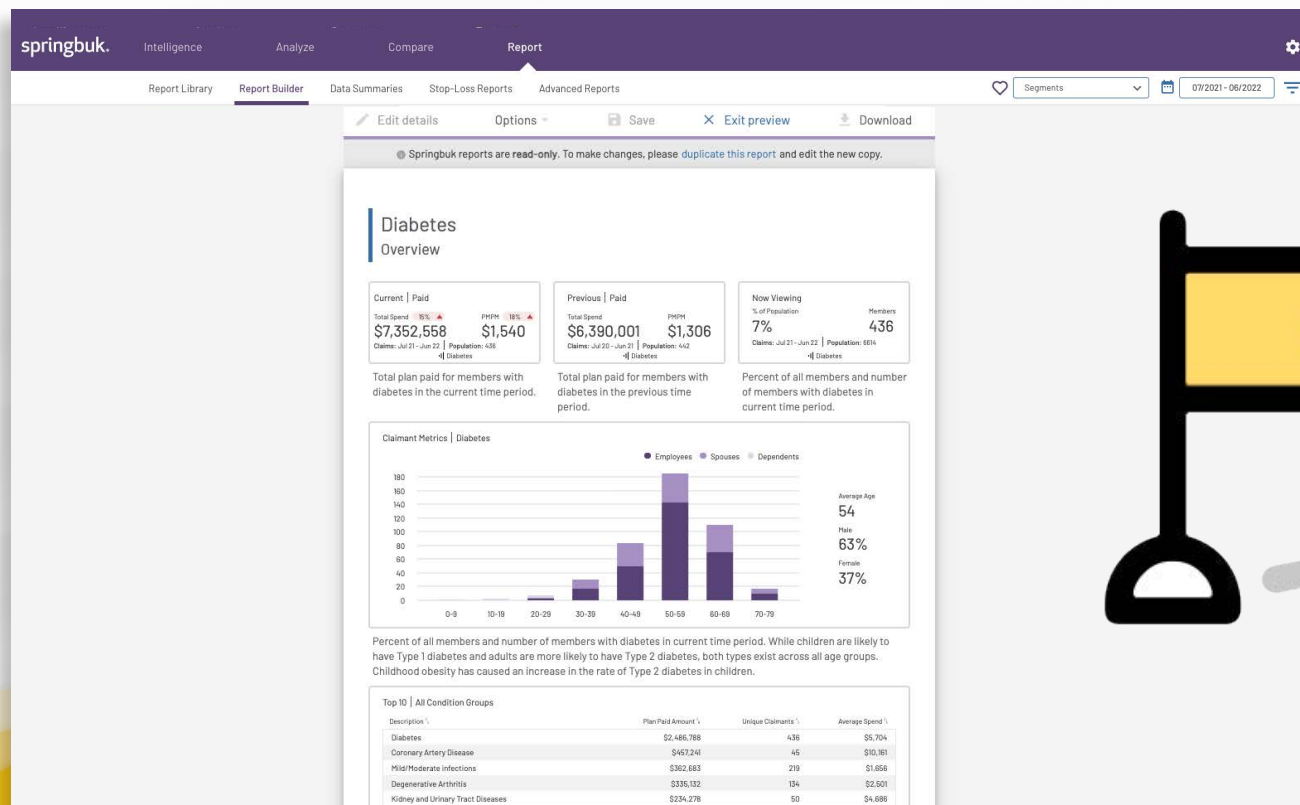 springbuk.
Intelligence Analyze Compare Report
Report Library Report Builder Data Summaries Stop-Loss Reports Advanced Reports Segments 07/2021 - 06/2022
Edit details Options Save Exit preview Download
Springbuk reports are read-only. To make changes, please duplicate this report and edit the new copy.
Diabetes
Overview
Current | Paid
Total Spend 15% PMPM 18%
$7,352,558 $1,540
Claims: Jul 21 - Jun 22 | Population: 436
Diabetes
Total plan paid for members with
diabetes in the current time period.
Previous | Paid
Total Spend PMPM
$6,390,001 $1,306
Claims: Jul 20 - Jun 21 | Population: 442
Diabetes
Total plan paid for members with
diabetes in the previous time
period.
Now Viewing
% of Population Members
7% 436
Claims: Jul 21 - Jun 22 | Population: 6614
Diabetes
Percent of all members and number
of members with diabetes in
current time period.
Claimant Metrics | Diabetes
Employees Spouses Dependents
180
160
140
120
100
80
60
40
20
0
0-9 10-19 20-29 30-39 40-49 50-59 60-69 70-79
Average Age
54
Male
63%
Female
37%
Percent of all members and number of members with diabetes in current time period. While children are likely to
have Type 1 diabetes and adults are more likely to have Type 2 diabetes, both types exist across all age groups.
Childhood obesity has caused an increase in the rate of Type 2 diabetes in children.
Top 10 | All Condition Groups
Description Plan Paid Amount Unique Claimants Average Spend
Diabetes $2,486,788 436 $5,704
Coronary Artery Disease $457,241 45 $10,161
Mild/Moderate infections $362,683 219 $1,656
Degenerative Arthritis $335,132 134 $2,501
Kidney and Urinary Tract Diseases $234,278 50 $4,686